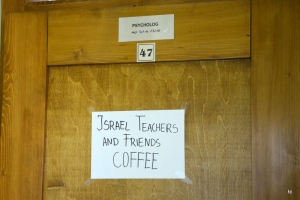 PSYCHOLOG
47
ISRAEL TEACHERS
AND FRIENDS
COFFEE